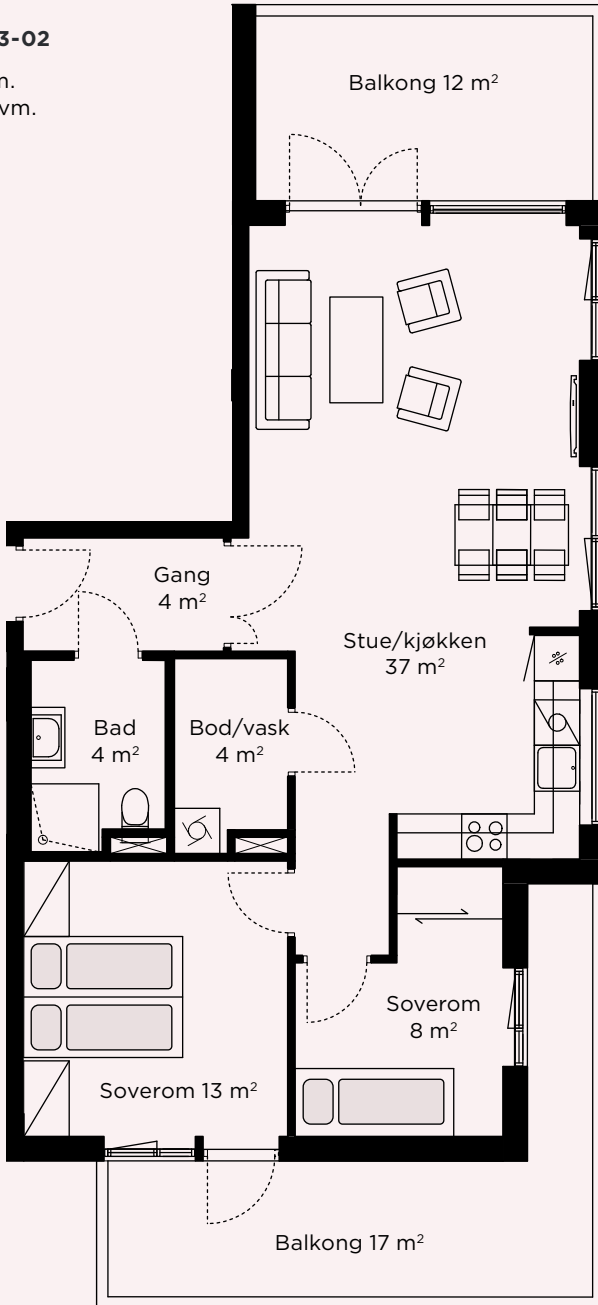 3-02
Balkong 12 m²
Gang
4 m²
Stue/kjøkken
37 m²
Bad
4 m²
Bod/vask
4 m²
Soverom
8 m²
Soverom 13 m²
Balkong 17 m²